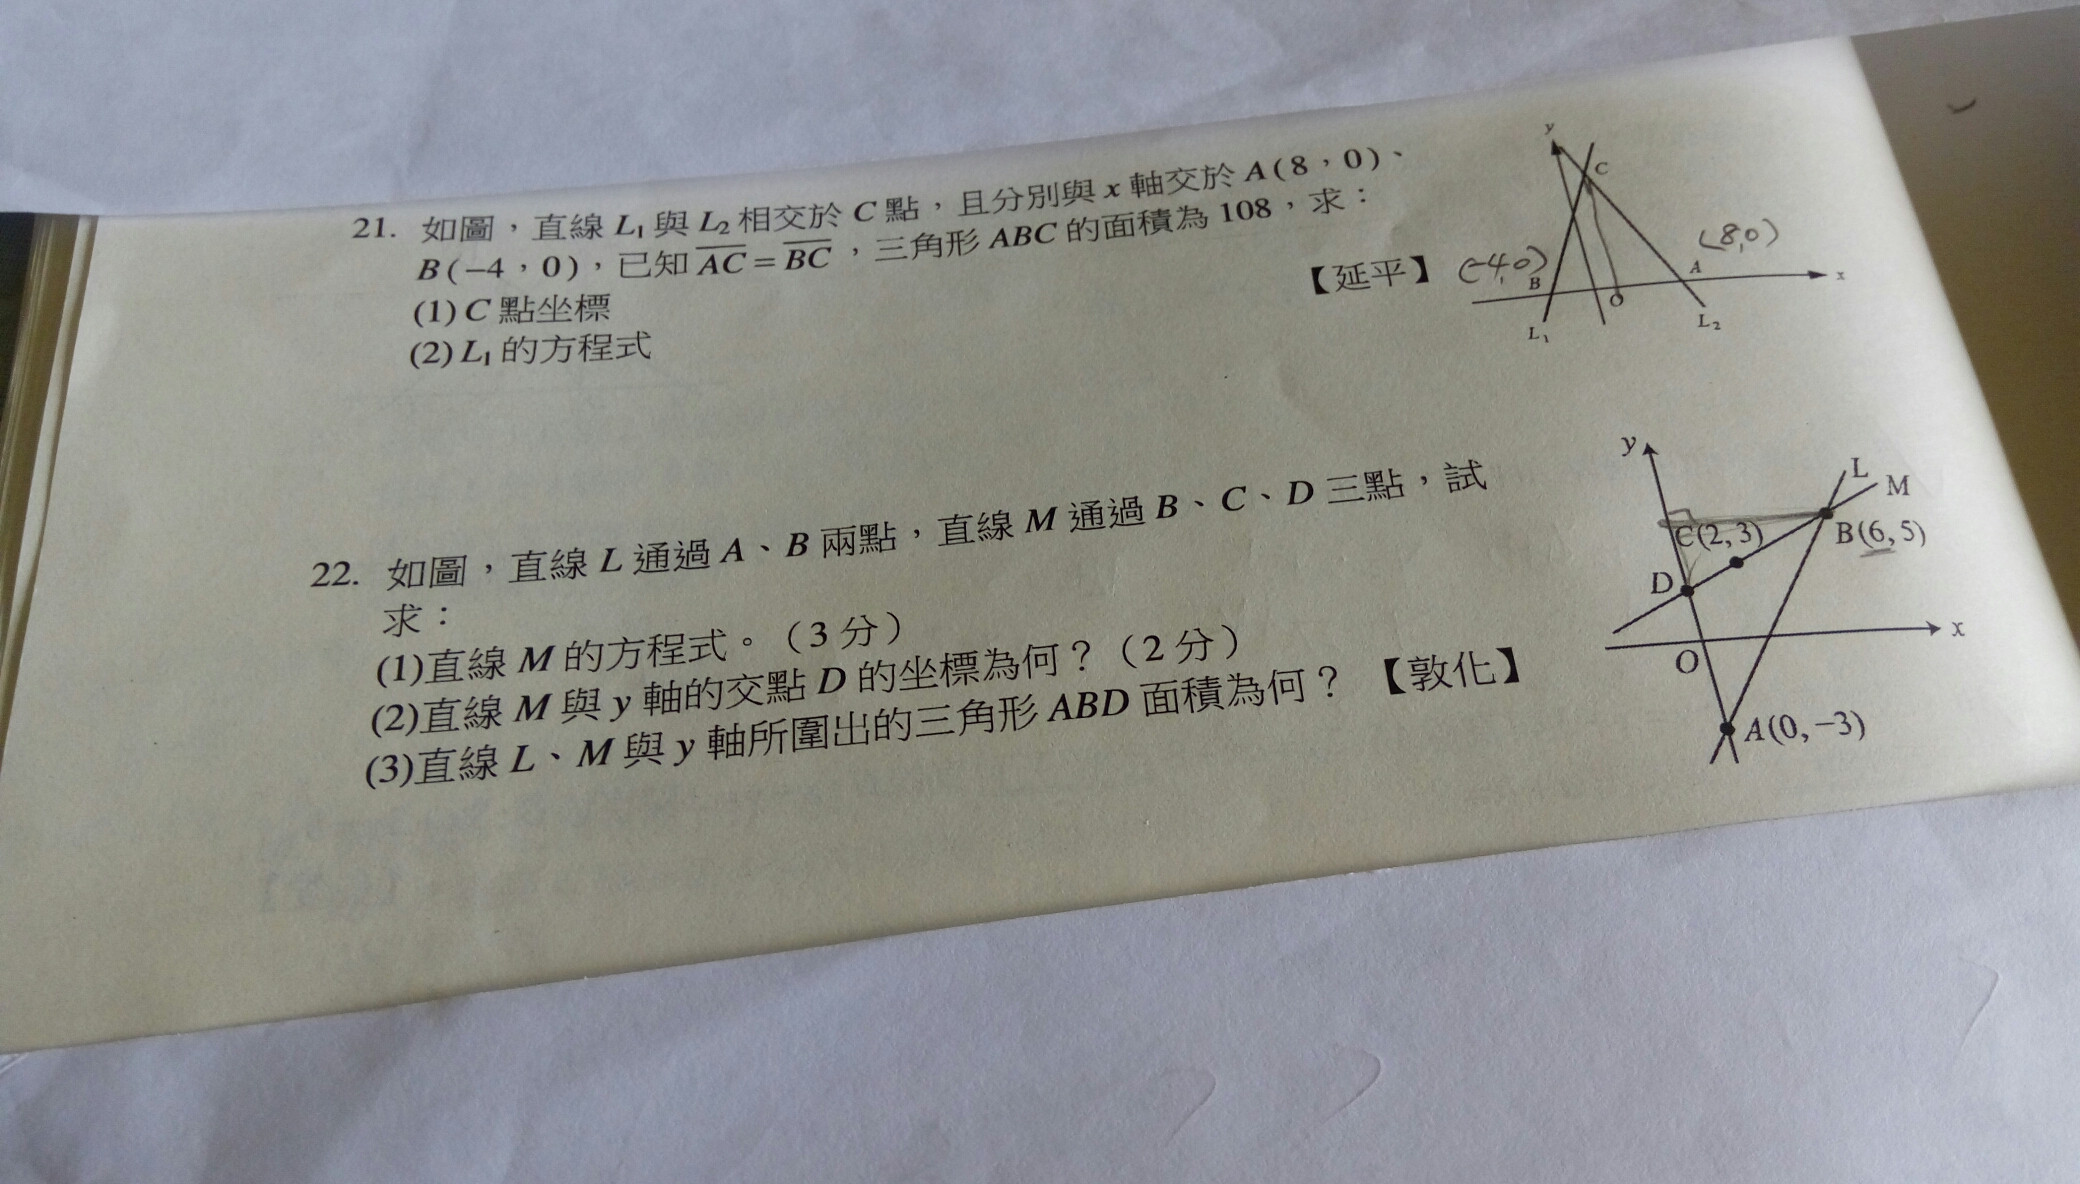 21. 如圖，直線 L₁ 與 L₂ 相交於 C 點，且分別與 x 軸交於 A(8，0)、
B(−4，0)，已知 AC = BC，三角形 ABC 的面積為 108，求：
(1) C 點坐標
(2) L₁ 的方程式
【延平】
y
C
(8,0)
(-4,0)
B
A
x
O
L₁
L₂
22. 如圖，直線 L 通過 A、B 兩點，直線 M 通過 B、C、D 三點，試
求：
(1)直線 M 的方程式。（3 分）
(2)直線 M 與 y 軸的交點 D 的坐標為何？（2 分）
(3)直線 L、M 與 y 軸所圍出的三角形 ABD 面積為何？【敦化】
y
L
M
C(2,3)
B(6,5)
D
x
O
A(0,−3)